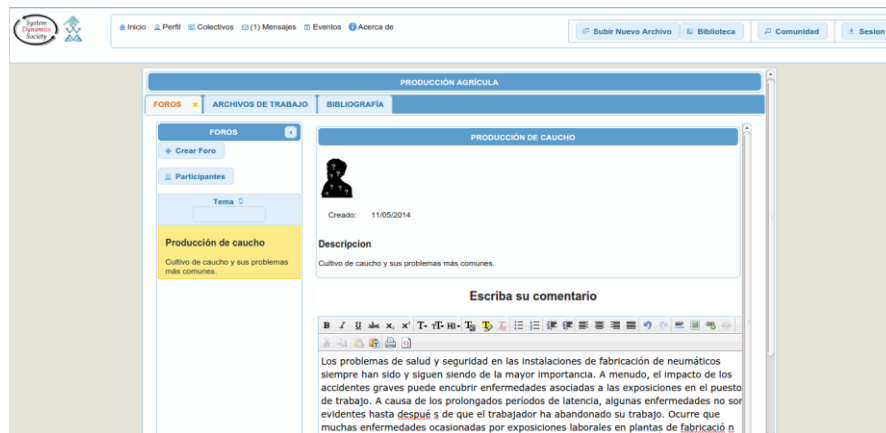 System
Dynamics
Society
Inicio Perfil Colectivos (1) Mensajes Eventos Acerca de
Subir Nuevo Archivo Biblioteca Comunidad Sesion
PRODUCCIÓN AGRÍCOLA
FOROS x ARCHIVOS DE TRABAJO BIBLIOGRAFÍA
FOROS
Crear Foro
Participantes
Tema
Producción de caucho
Cultivo de caucho y sus problemas
más comunes.
PRODUCCIÓN DE CAUCHO
Creado: 11/05/2014
Descripcion
Cultivo de caucho y sus problemas más comunes.
Escriba su comentario
Los problemas de salud y seguridad en las instalaciones de fabricación de neumáticos
siempre han sido y siguen siendo de la mayor importancia. A menudo, el impacto de los
accidentes graves puede encubrir enfermedades asociadas a las exposiciones en el puesto
de trabajo. A causa de los prolongados períodos de latencia, algunas enfermedades no son
evidentes hasta despué s de que el trabajador ha abandonado su trabajo. Ocurre que
muchas enfermedades ocasionadas por exposiciones laborales en plantas de fabricació n